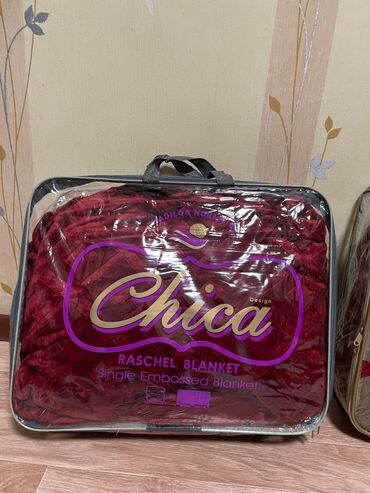 Chica
Design
RASCHEL BLANKET
Single Embossed Blanket